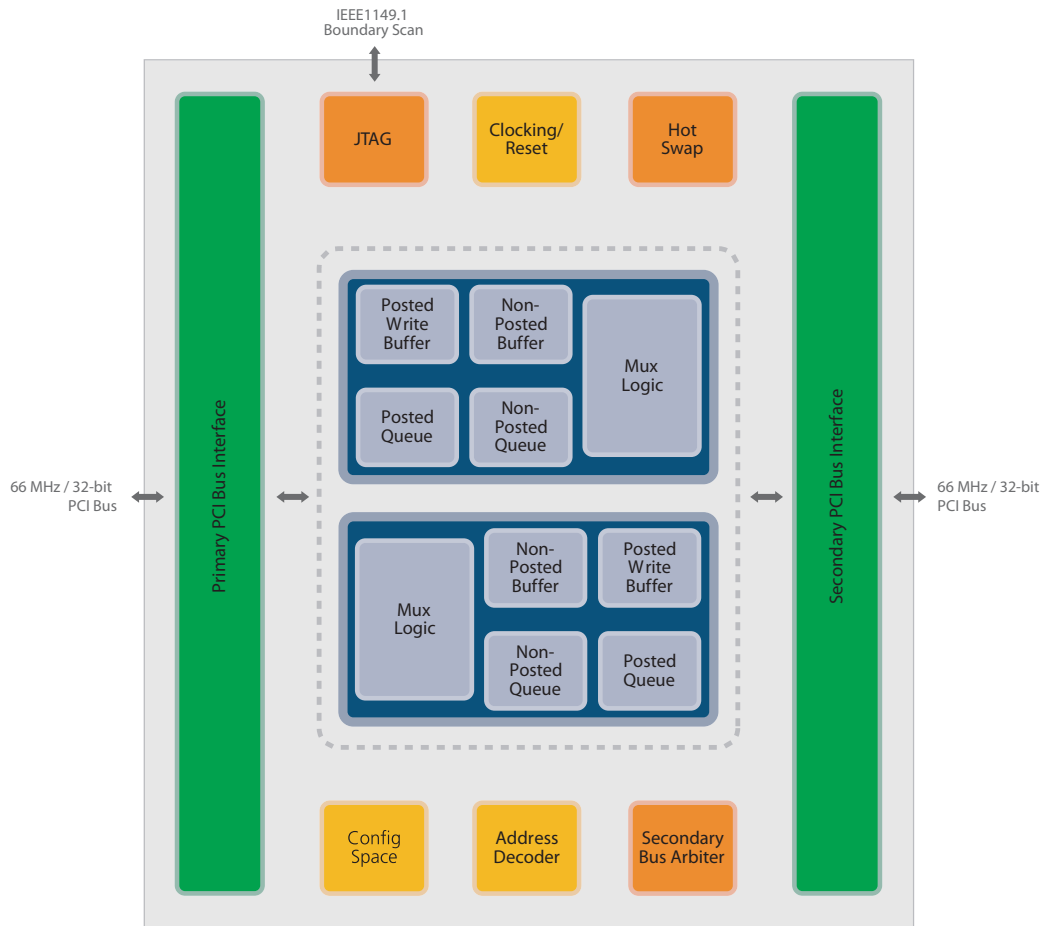 IEEE1149.1
Boundary Scan
JTAG
Clocking/
Reset
Hot
Swap
Posted
Write
Buffer
Non-
Posted
Buffer
Mux
Logic
Posted
Queue
Non-
Posted
Queue
Primary PCI Bus Interface
Secondary PCI Bus Interface
66 MHz / 32-bit
PCI Bus
66 MHz / 32-bit
PCI Bus
Mux
Logic
Non-
Posted
Buffer
Posted
Write
Buffer
Non-
Posted
Queue
Posted
Queue
Config
Space
Address
Decoder
Secondary
Bus Arbiter